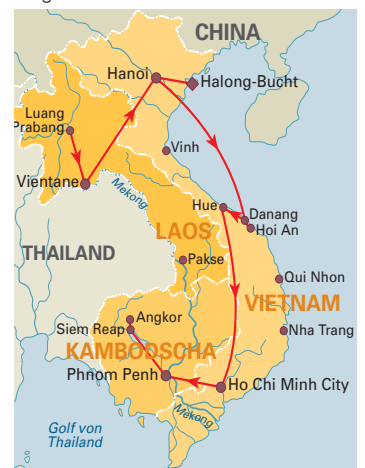 CHINA
Hanoi
Halong-Bucht
Luang
Prabang
Vinh
Vientane
Mekong
Hue
Danang
Hoi An
LAOS
THAILAND
Pakse
Qui Nhon
VIETNAM
Angkor
Siem Reap
Nha Trang
KAMBODSCHA
Phnom Penh
Ho Chi Minh City
Mekong
Golf von
Thailand